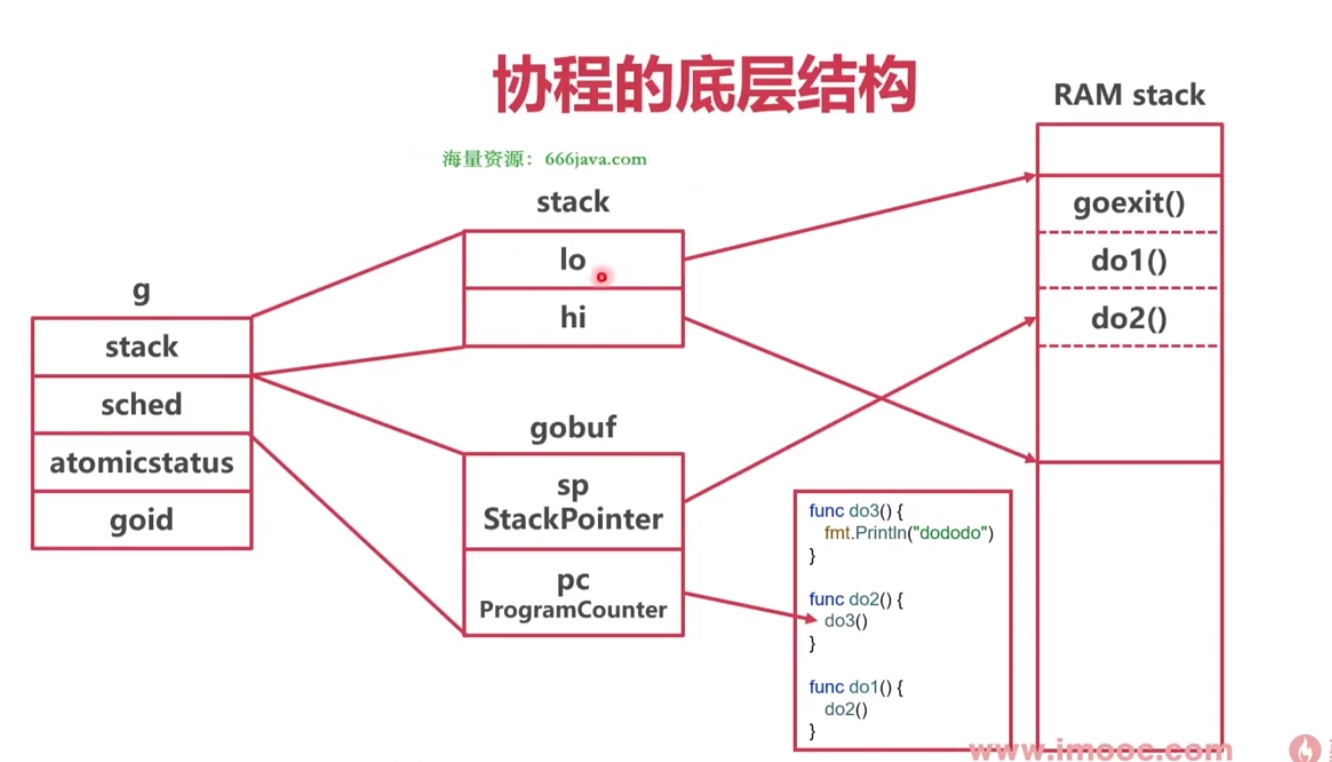 协程的底层结构
海量资源：666java.com
g
stack
sched
atomicstatus
goid
stack
lo
hi
gobuf
sp
StackPointer
pc
ProgramCounter
func do3() {
fmt.Println("dododo")
}
func do2() {
do3()
}
func do1() {
do2()
}
RAM stack
goexit()
do1()
do2()
www.imooc.com